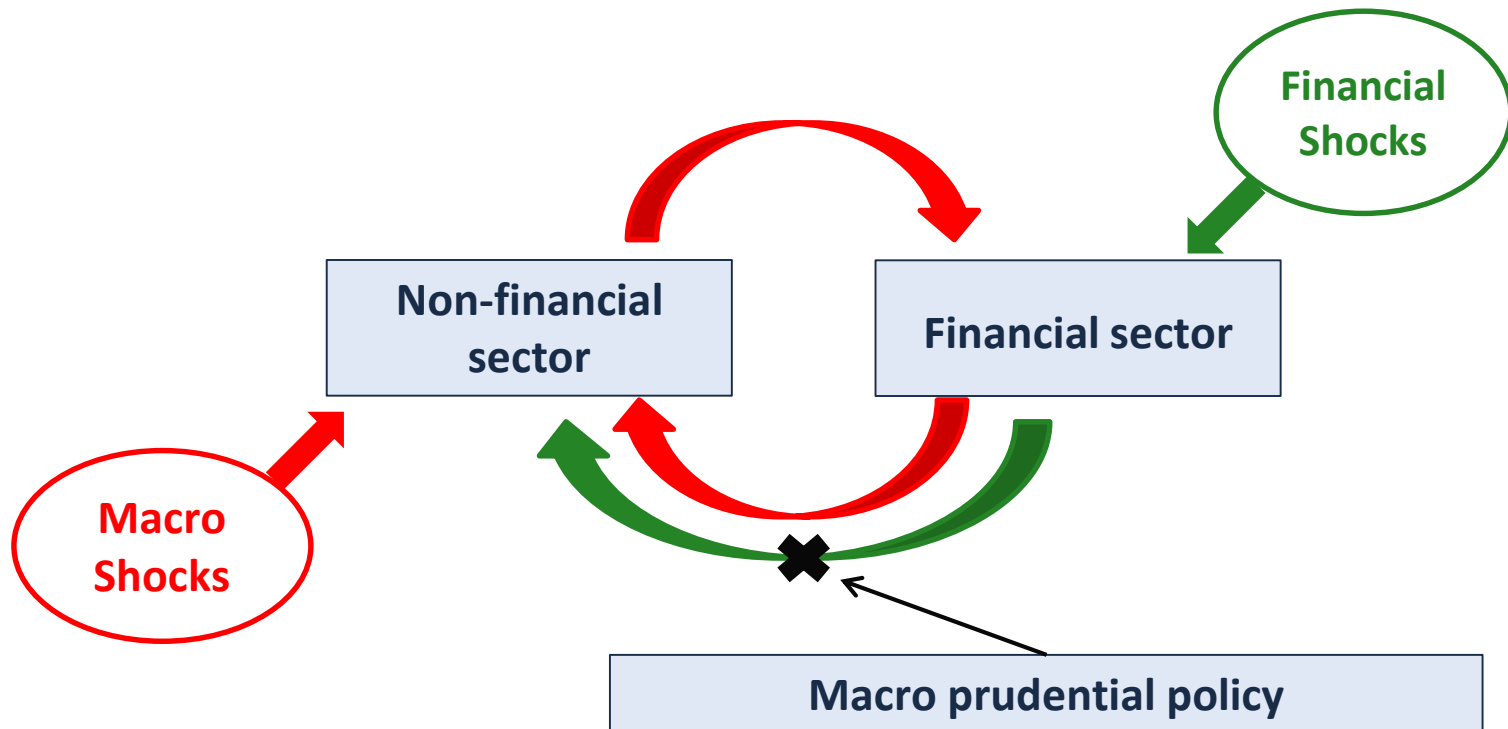 Financial
Shocks
Non-financial
sector
Financial sector
Macro
Shocks
Macro prudential policy